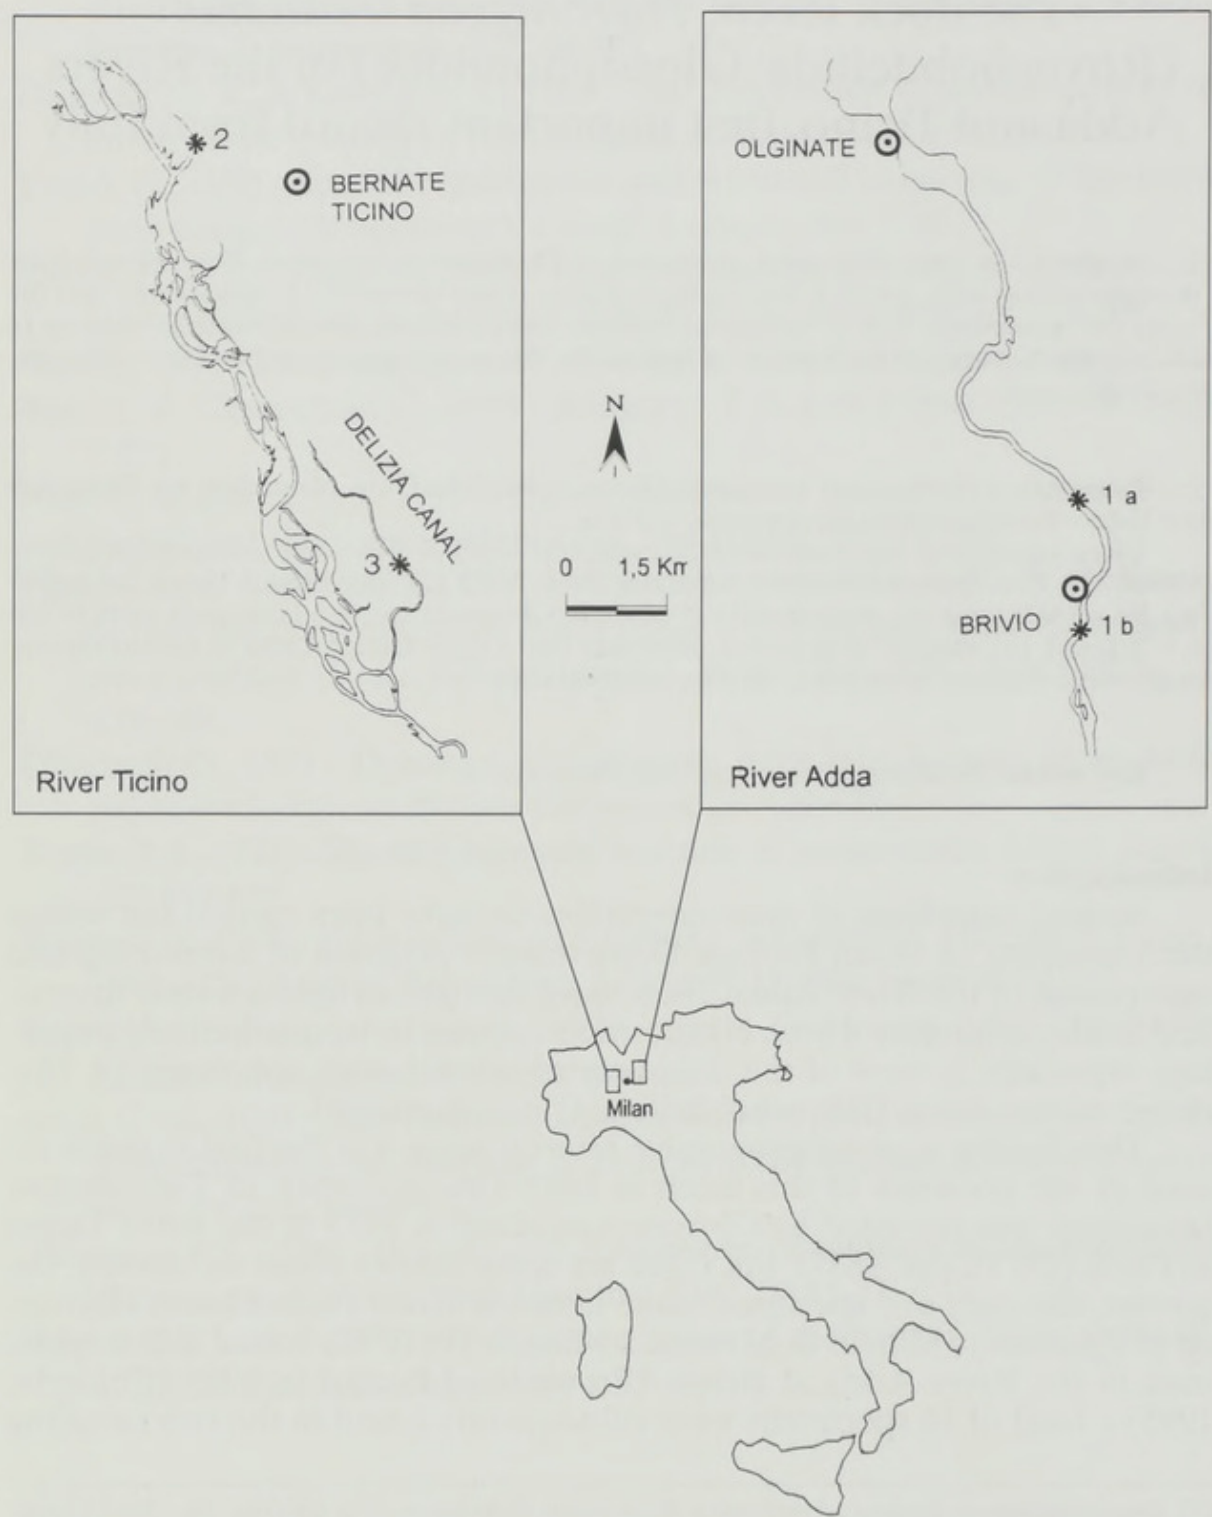 2
BERNATE
TICINO
DELIZIA CANAL
3
River Ticino
N
0 1,5 Km
OLGINATE
1 a
BRIVIO
1 b
River Adda
Milan